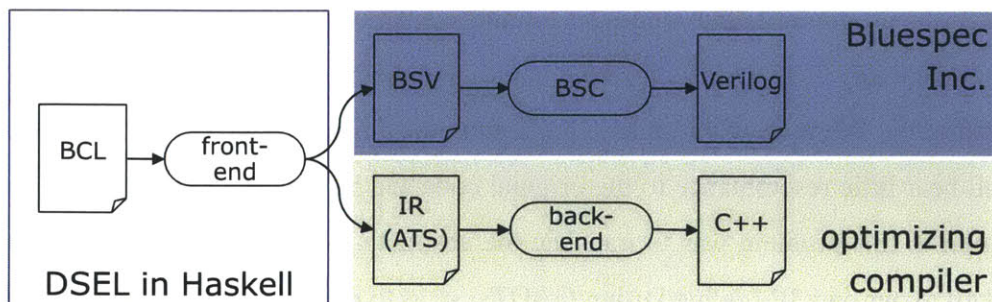 BCL
front-
end
DSEL in Haskell
BSV
BSC
Verilog
Bluespec
Inc.
IR
(ATS)
back-
end
C++
optimizing
compiler